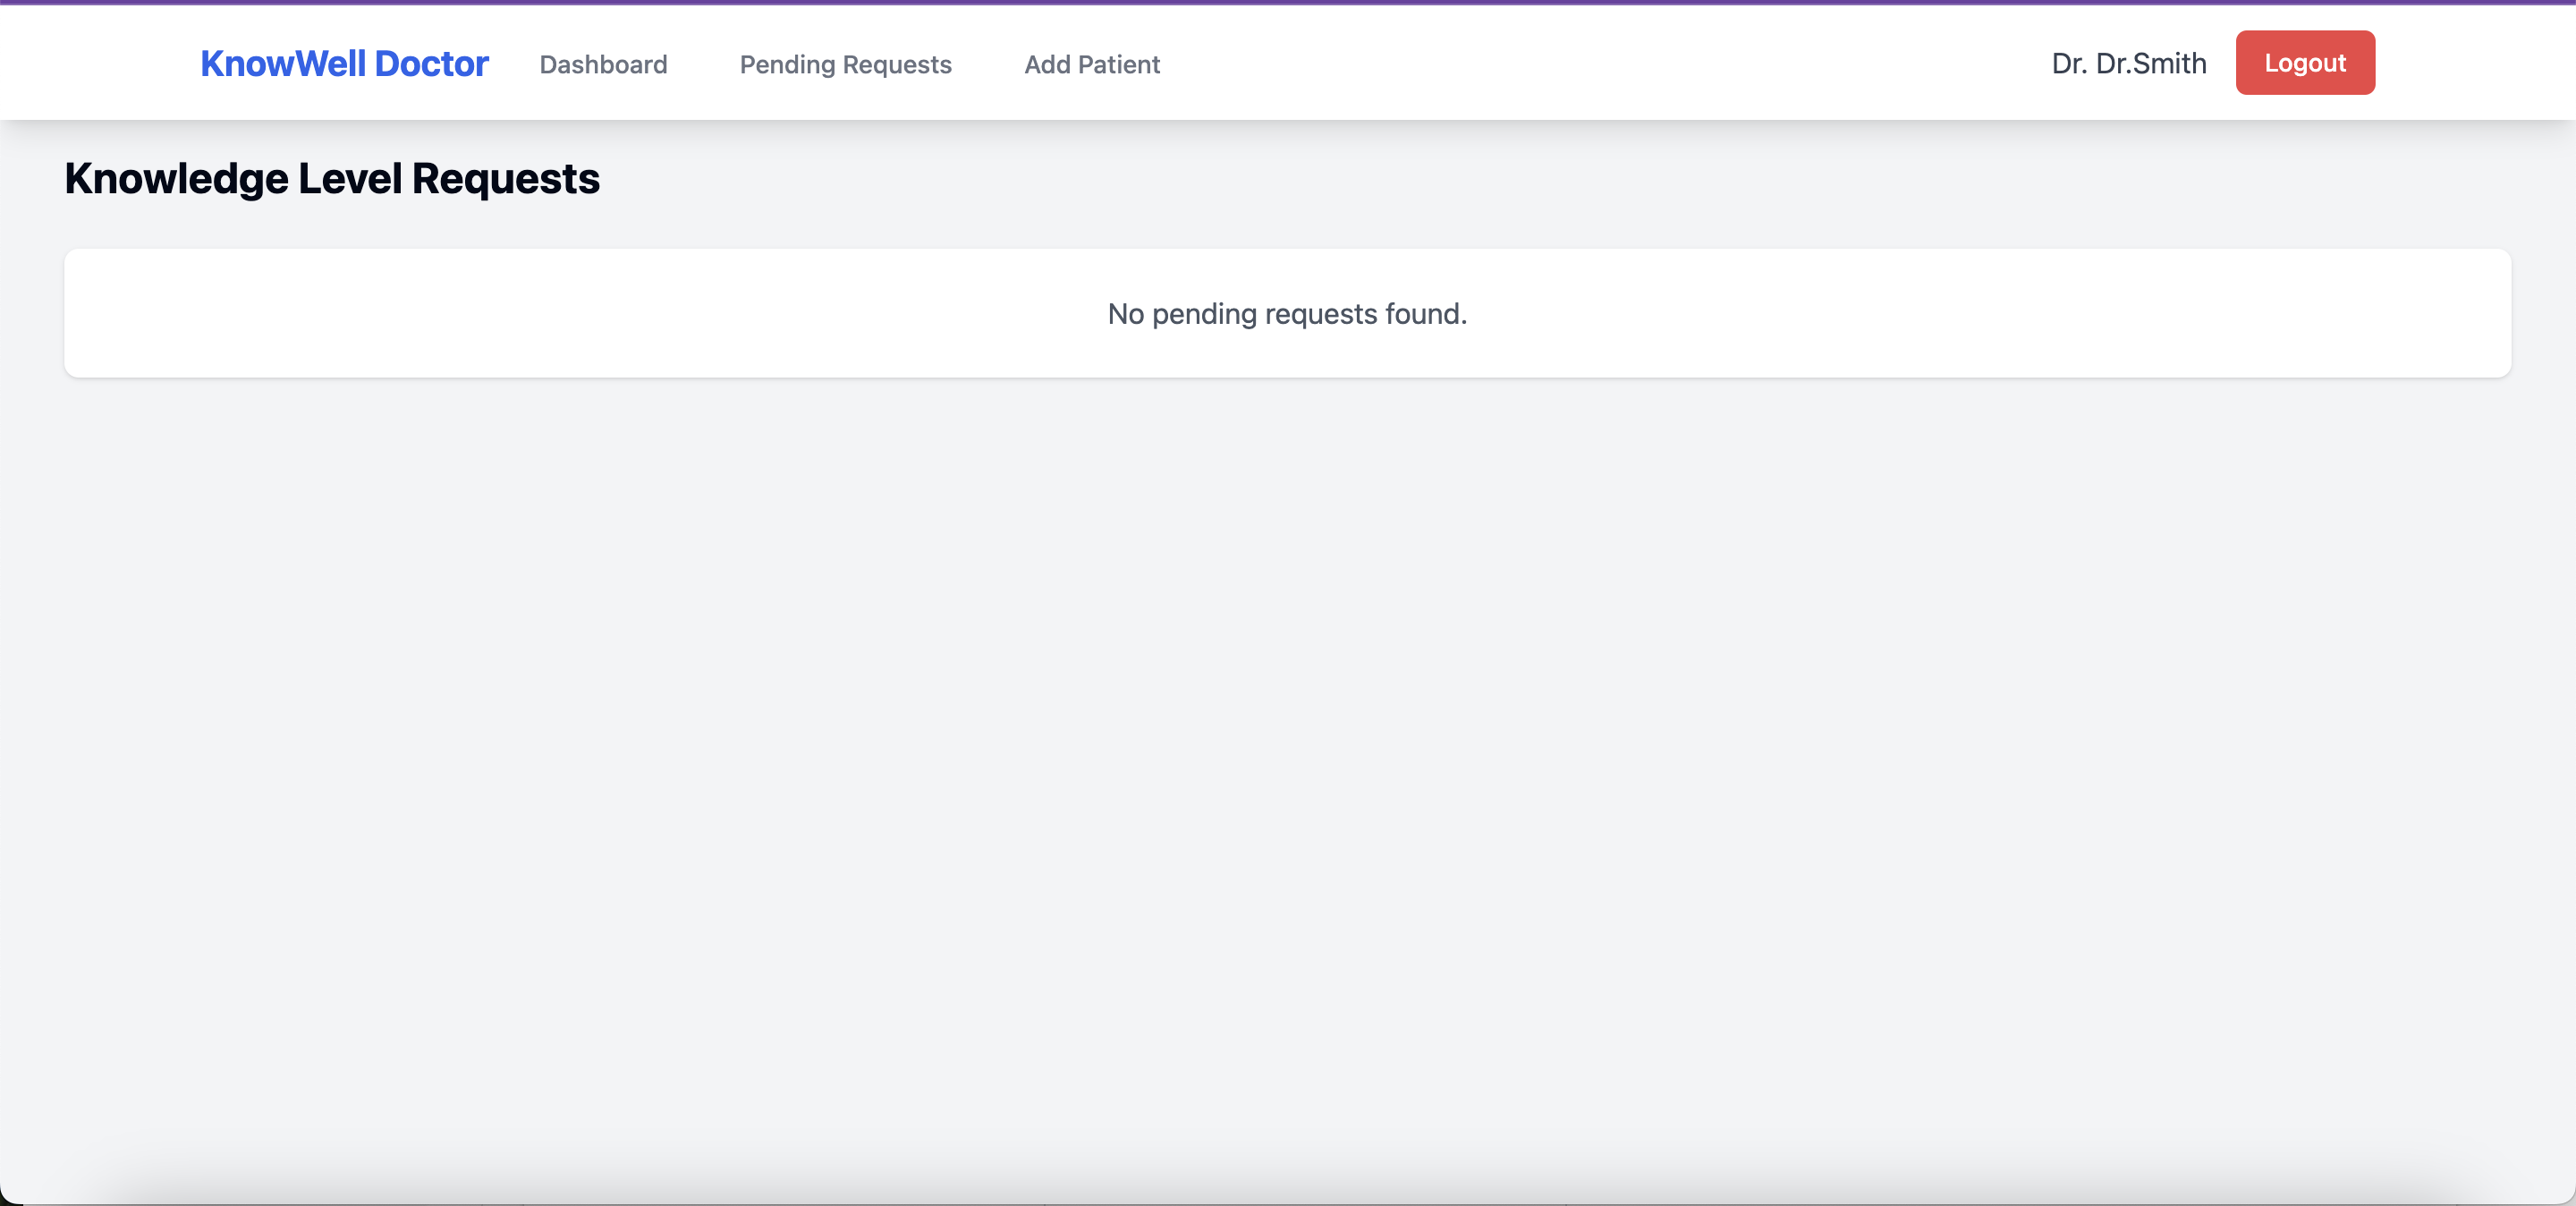 KnowWell Doctor Dashboard Pending Requests Add Patient Dr. Dr.Smith Logout
Knowledge Level Requests
No pending requests found.